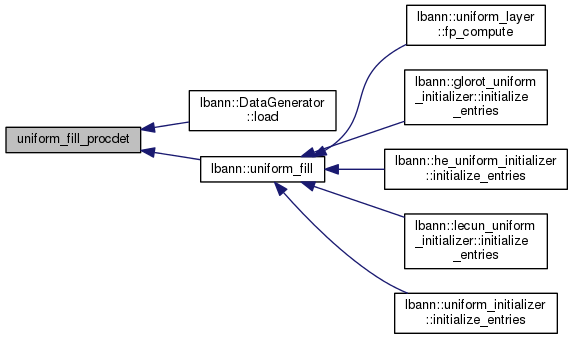 lbann::uniform_layer
::fp_compute
lbann::glorot_uniform
_initializer::initialize
_entries
lbann::DataGenerator
::load
uniform_fill_procdet
lbann::uniform_fill
lbann::he_uniform_initializer
::initialize_entries
lbann::lecun_uniform
_initializer::initialize
_entries
lbann::uniform_initializer
::initialize_entries